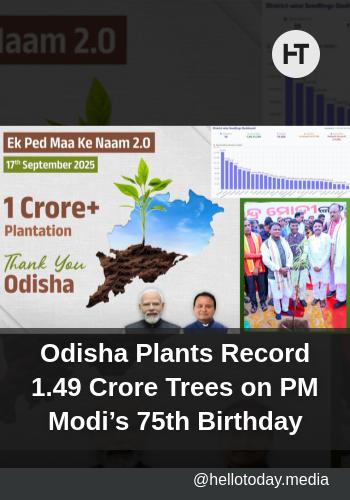 Naam 2.0
HT
Ek Ped Maa Ke Naam 2.0
17th September 2025
1 Crore+
Plantation
Thank You
Odisha
Odisha Plants Record
1.49 Crore Trees on PM
Modi’s 75th Birthday
@hellotoday.media